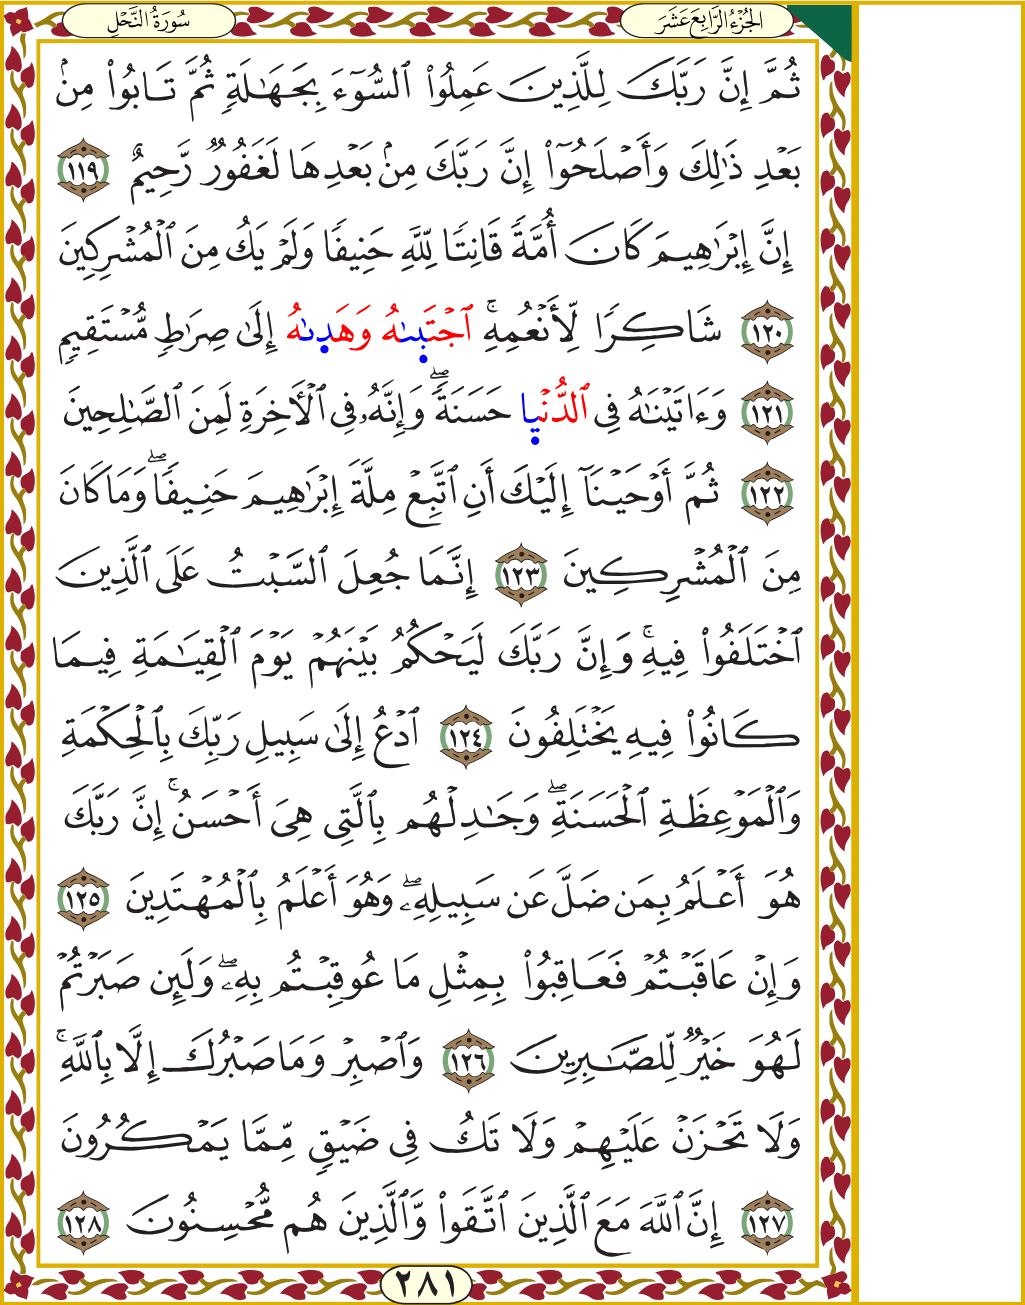 الجُزْءُ الرَّابِعَ عَشَرَ
سُورَةُ النَّحْلِ
ثُمَّ إِنَّ رَبَّكَ لِلَّذِينَ عَمِلُوا۟ ٱلسُّوٓءَ بِجَهَـٰلَةٍۢ ثُمَّ تَابُوا۟ مِنۢ
بَعْدِ ذَٰلِكَ وَأَصْلَحُوٓا۟ إِنَّ رَبَّكَ مِنۢ بَعْدِهَا لَغَفُورٌۭ رَّحِيمٌ ١١٩
إِنَّ إِبْرَٰهِيمَ كَانَ أُمَّةًۭ قَانِتًۭا لِّلَّهِ حَنِيفًۭا وَلَمْ يَكُ مِنَ ٱلْمُشْرِكِينَ
١٢٠ شَاكِرًۭا لِّأَنْعُمِهِ ۚ ٱجْتَبَىٰهُ وَهَدَىٰهُ إِلَىٰ صِرَٰطٍۢ مُّسْتَقِيمٍۢ
١٢١ وَءَاتَيْنَـٰهُ فِى ٱلدُّنْيَا حَسَنَةًۭ ۖ وَإِنَّهُۥ فِى ٱلْـَٔاخِرَةِ لَمِنَ ٱلصَّـٰلِحِينَ
١٢٢ ثُمَّ أَوْحَيْنَآ إِلَيْكَ أَنِ ٱتَّبِعْ مِلَّةَ إِبْرَٰهِيمَ حَنِيفًۭا ۖ وَمَا كَانَ
مِنَ ٱلْمُشْرِكِينَ ١٢٣ إِنَّمَا جُعِلَ ٱلسَّبْتُ عَلَى ٱلَّذِينَ
ٱخْتَلَفُوا۟ فِيهِ ۚ وَإِنَّ رَبَّكَ لَيَحْكُمُ بَيْنَهُمْ يَوْمَ ٱلْقِيَـٰمَةِ فِيمَا
كَانُوا۟ فِيهِ يَخْتَلِفُونَ ١٢٤ ٱدْعُ إِلَىٰ سَبِيلِ رَبِّكَ بِٱلْحِكْمَةِ
وَٱلْمَوْعِظَةِ ٱلْحَسَنَةِ ۖ وَجَـٰدِلْهُم بِٱلَّتِى هِىَ أَحْسَنُ ۚ إِنَّ رَبَّكَ
هُوَ أَعْلَمُ بِمَن ضَلَّ عَن سَبِيلِهِۦ ۖ وَهُوَ أَعْلَمُ بِٱلْمُهْتَدِينَ ١٢٥
وَإِنْ عَاقَبْتُمْ فَعَاقِبُوا۟ بِمِثْلِ مَا عُوقِبْتُم بِهِۦ ۖ وَلَئِن صَبَرْتُمْ
لَهُوَ خَيْرٌۭ لِّلصَّـٰبِرِينَ ١٢٦ وَٱصْبِرْ وَمَا صَبْرُكَ إِلَّا بِٱللَّهِ ۚ
وَلَا تَحْزَنْ عَلَيْهِمْ وَلَا تَكُ فِى ضَيْقٍۢ مِّمَّا يَمْكُرُونَ
١٢٧ إِنَّ ٱللَّهَ مَعَ ٱلَّذِينَ ٱتَّقَوا۟ وَّٱلَّذِينَ هُم مُّحْسِنُونَ ١٢٨
٢٨١